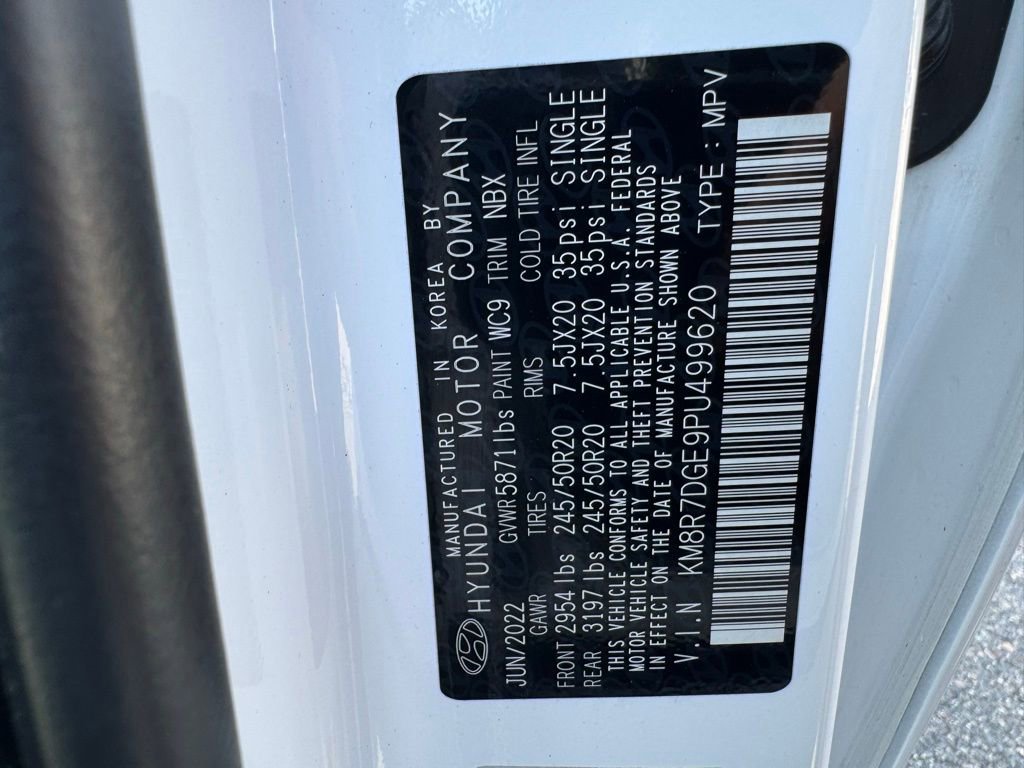 MANUFACTURED IN KOREA BY
HYUNDAI MOTOR COMPANY
JUN/2022 GVWR 5871lbs PAINT WC9 TRIM NBX
GAWR TIRES RIMS COLD TIRE INFL
FRONT 2954 lbs 245/50R20 7.5JX20 35psi SINGLE
REAR 3197 lbs 245/50R20 7.5JX20 35psi SINGLE
THIS VEHICLE CONFORMS TO ALL APPLICABLE U.S.A. FEDERAL
MOTOR VEHICLE SAFETY AND THEFT PREVENTION STANDARDS
IN EFFECT ON THE DATE OF MANUFACTURE SHOWN ABOVE
V.I.N KM8R7DGE9PU499620 TYPE : MPV